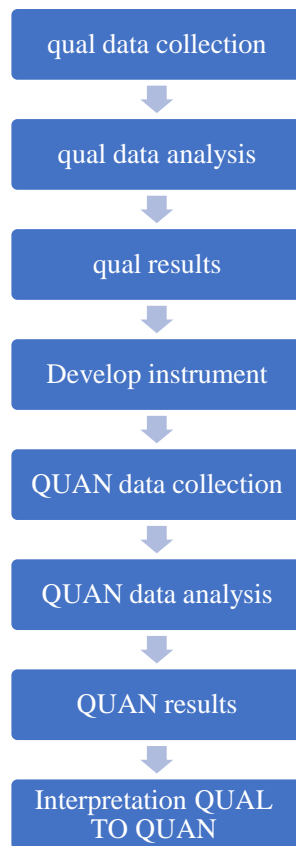 qual data collection
qual data analysis
qual results
Develop instrument
QUAN data collection
QUAN data analysis
QUAN results
Interpretation QUAL
TO QUAN